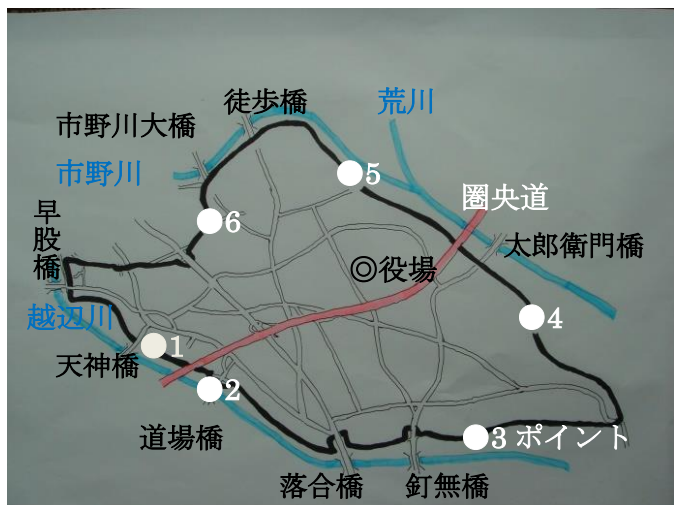 徒歩橋
荒川
市野川大橋
市野川
5
圏央道
早股橋
6
太郎衛門橋
◎役場
越辺川
4
1
天神橋
2
道場橋
3 ポイント
落合橋
釘無橋